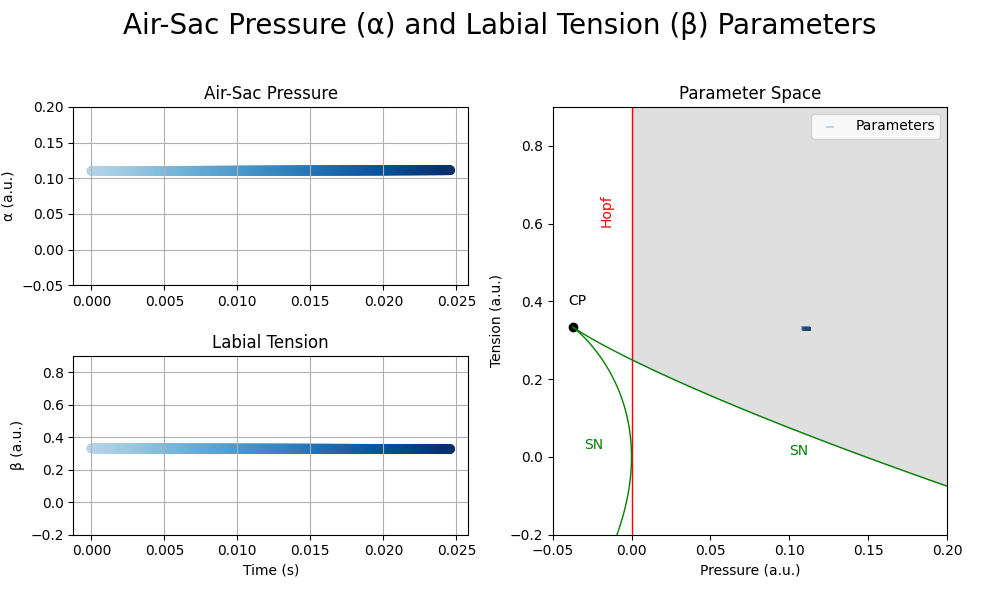 Air-Sac Pressure (α) and Labial Tension (β) Parameters
Air-Sac Pressure
α (a.u.)
0.20
0.15
0.10
0.05
0.00
−0.05
0.000 0.005 0.010 0.015 0.020 0.025
Labial Tension
β (a.u.)
0.8
0.6
0.4
0.2
0.0
−0.2
0.000 0.005 0.010 0.015 0.020 0.025
Time (s)
Parameter Space
Parameters
Tension (a.u.)
0.8
0.6
0.4
0.2
0.0
−0.2
Hopf
CP
SN
SN
−0.05 0.00 0.05 0.10 0.15 0.20
Pressure (a.u.)